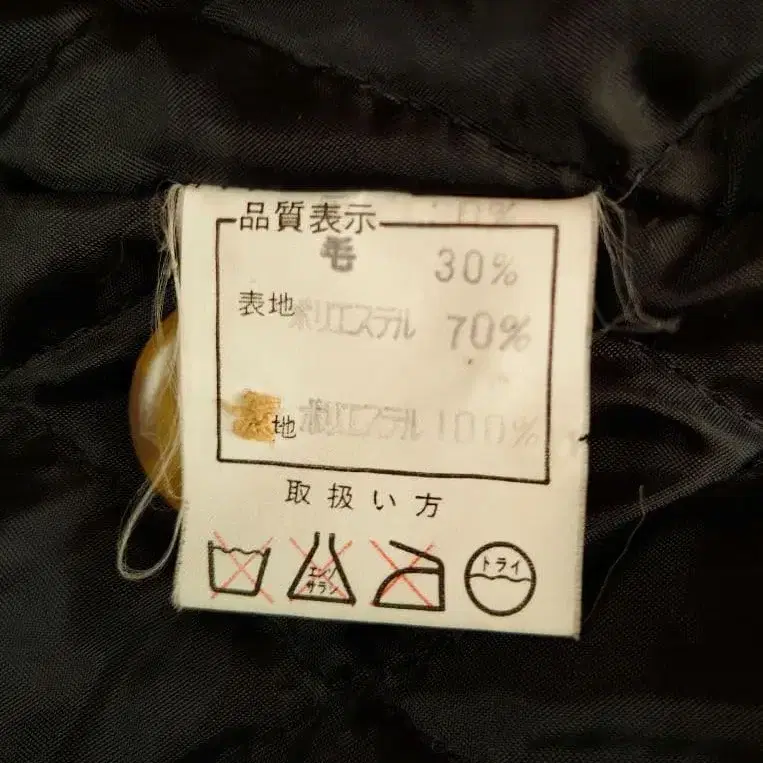 品質表示
毛 30%
表地 ポリエステル 70%
地 ポリエステル 100%
取扱い方
エンソ サラシ トライ